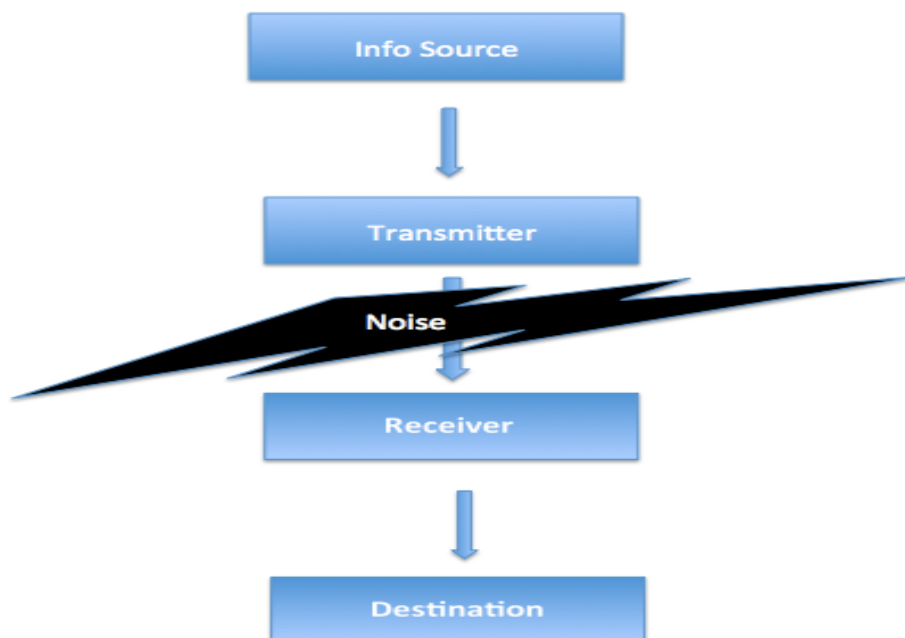 Info Source
Transmitter
Noise
Receiver
Destination